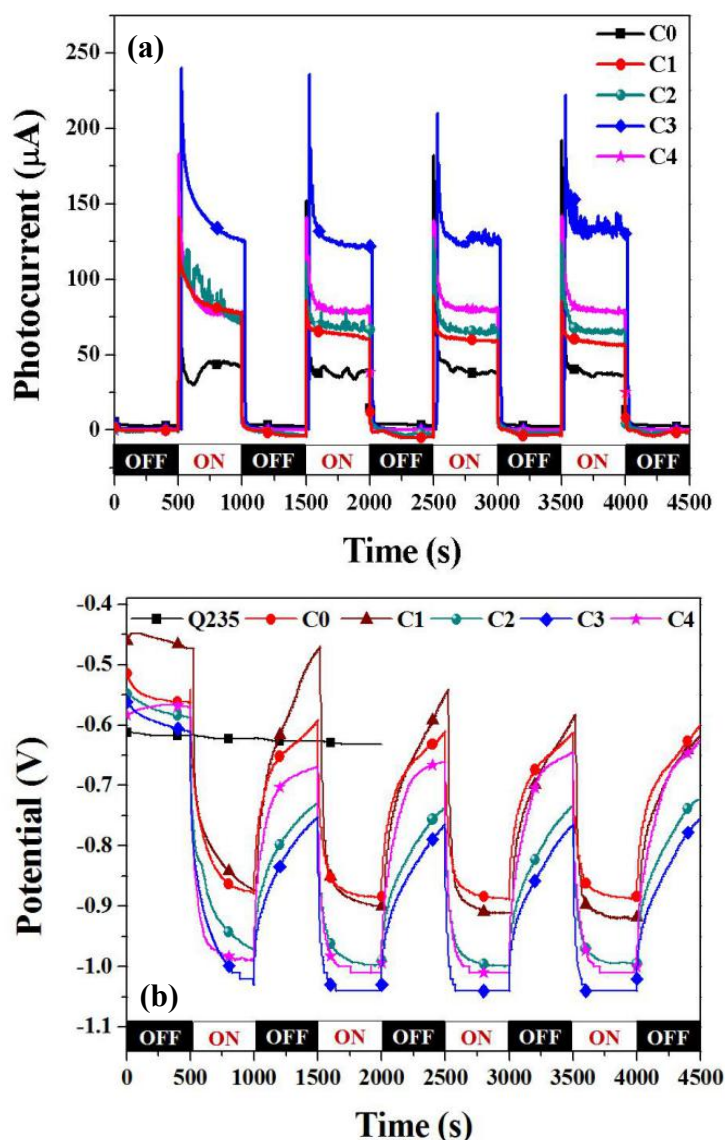 (a)
C0
C1
C2
C3
C4
250
200
150
100
50
0
Photocurrent (μA)
OFF ON OFF ON OFF ON OFF ON OFF
0 500 1000 1500 2000 2500 3000 3500 4000 4500
Time (s)
-0.4
-0.5
-0.6
-0.7
-0.8
-0.9
-1.0
-1.1
Potential (V)
Q235 C0 C1 C2 C3 C4
(b)
OFF ON OFF ON OFF ON OFF ON OFF
0 500 1000 1500 2000 2500 3000 3500 4000 4500
Time (s)